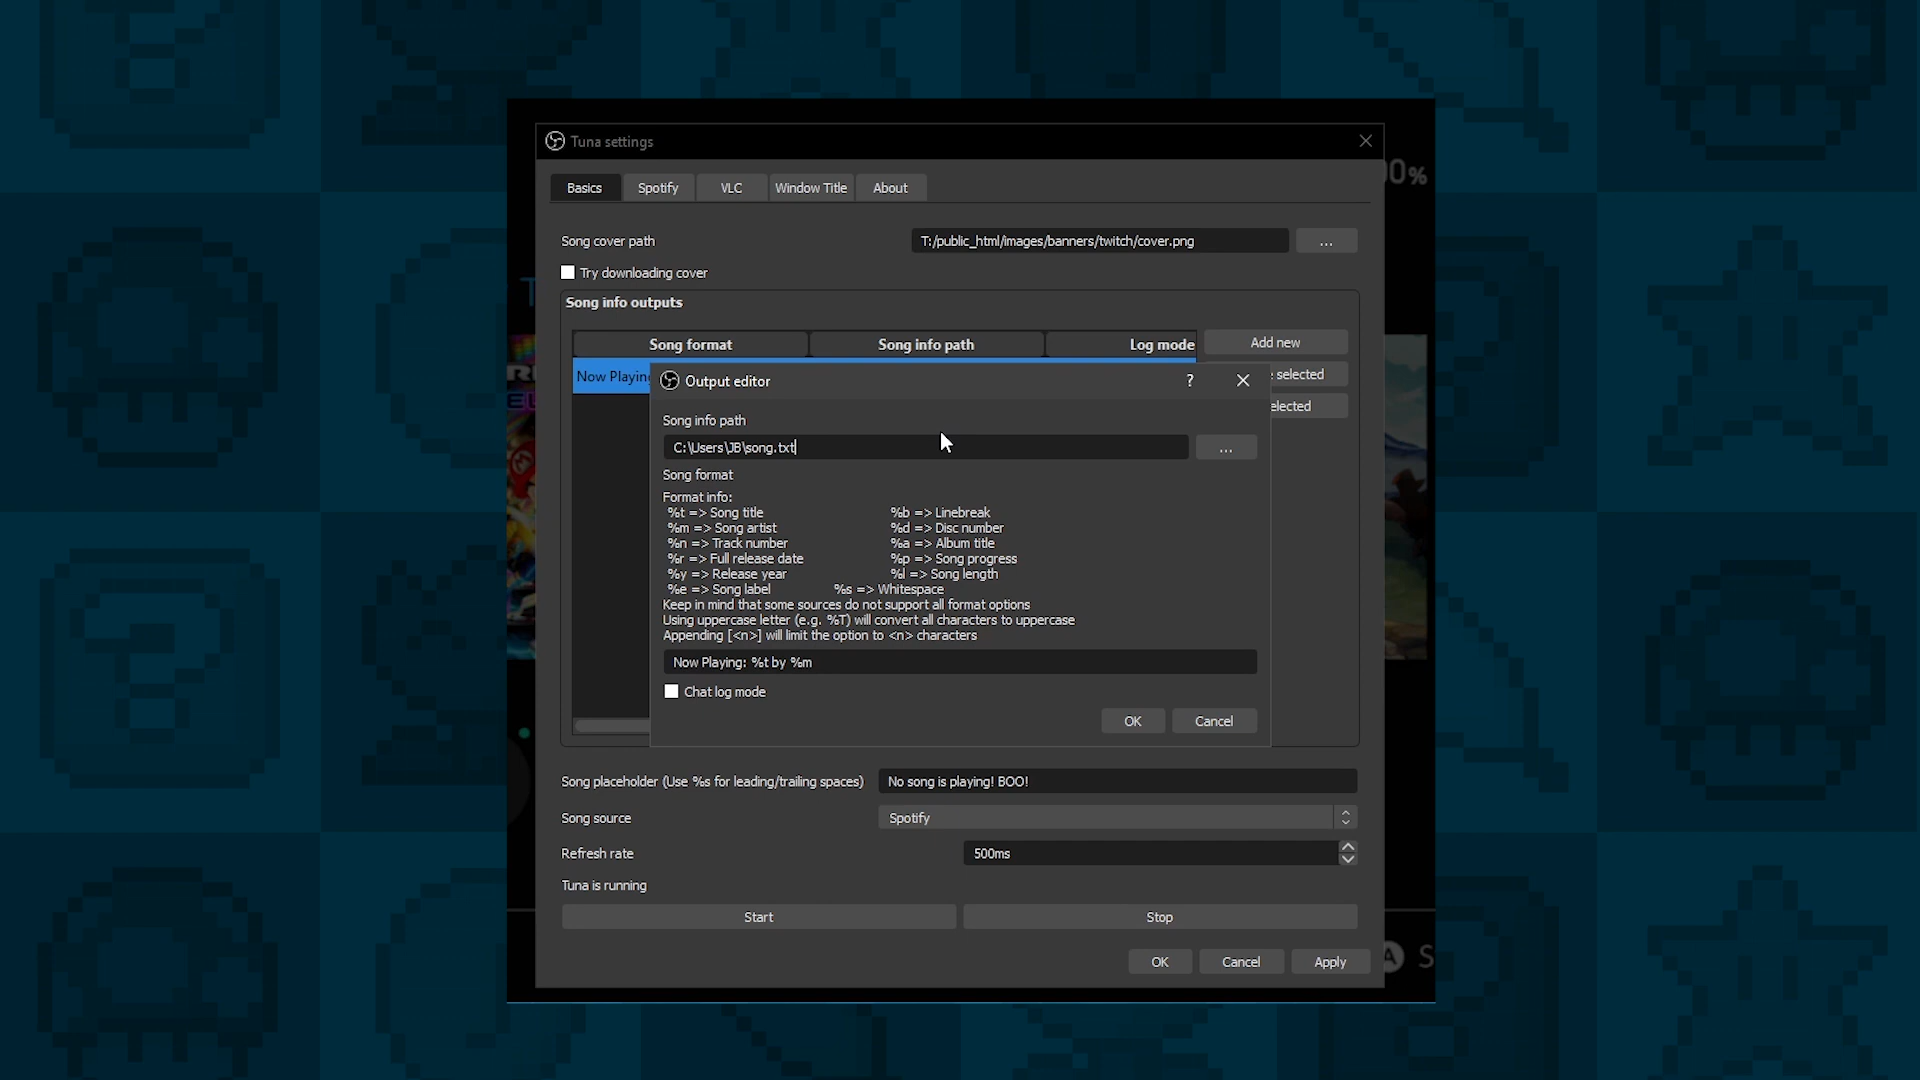 Tuna settings
Basics Spotify VLC Window Title About
0%
Song cover path T:/public_html/images/banners/twitch/cover.png ...
Try downloading cover
Song info outputs
Song format Song info path Log mode Add new
Now Playing selected
Output editor ?
elected
Song info path
C:\Users\JB\song.txt ...
Song format
Format info:
%t => Song title %b => Linebreak
%m => Song artist %d => Disc number
%n => Track number %a => Album title
%r => Full release date %p => Song progress
%y => Release year %l => Song length
%e => Song label %s => Whitespace
Keep in mind that some sources do not support all format options
Using uppercase letter (e.g. %T) will convert all characters to uppercase
Appending [<n>] will limit the option to <n> characters
Now Playing: %t by %m
Chat log mode
OK Cancel
Song placeholder (Use %s for leading/trailing spaces) No song is playing! BOO!
Song source Spotify
Refresh rate 500ms
Tuna is running
Start Stop
OK Cancel Apply
A S